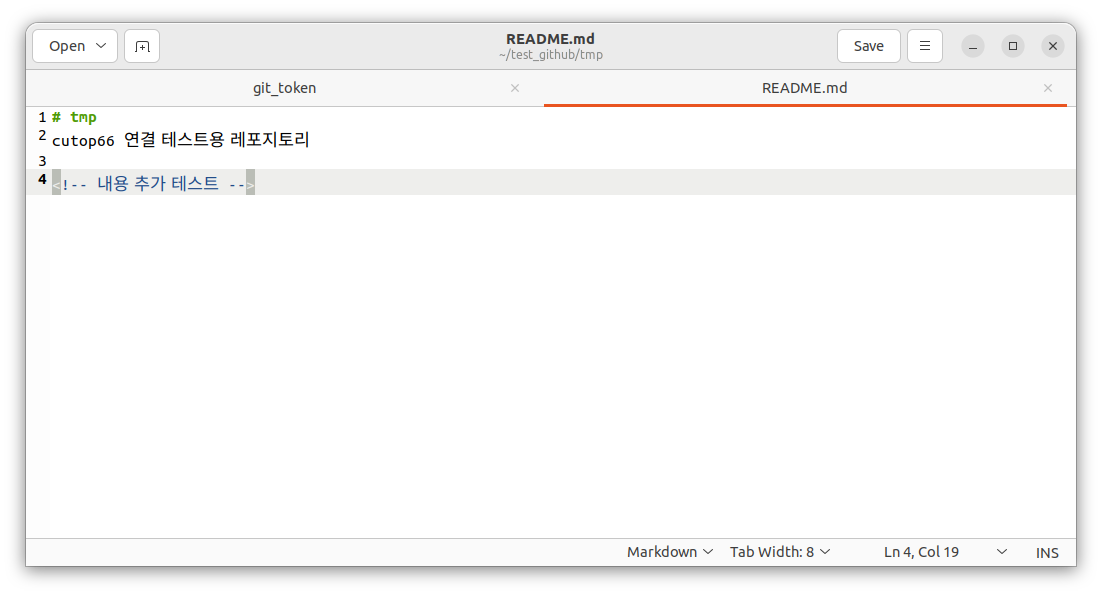 Open
README.md
~/test_github/tmp
Save
git_token
README.md
1 # tmp
2 cutop66 연결 테스트용 레포지토리
3
4 <!-- 내용 추가 테스트 -->
Markdown Tab Width: 8 Ln 4, Col 19 INS